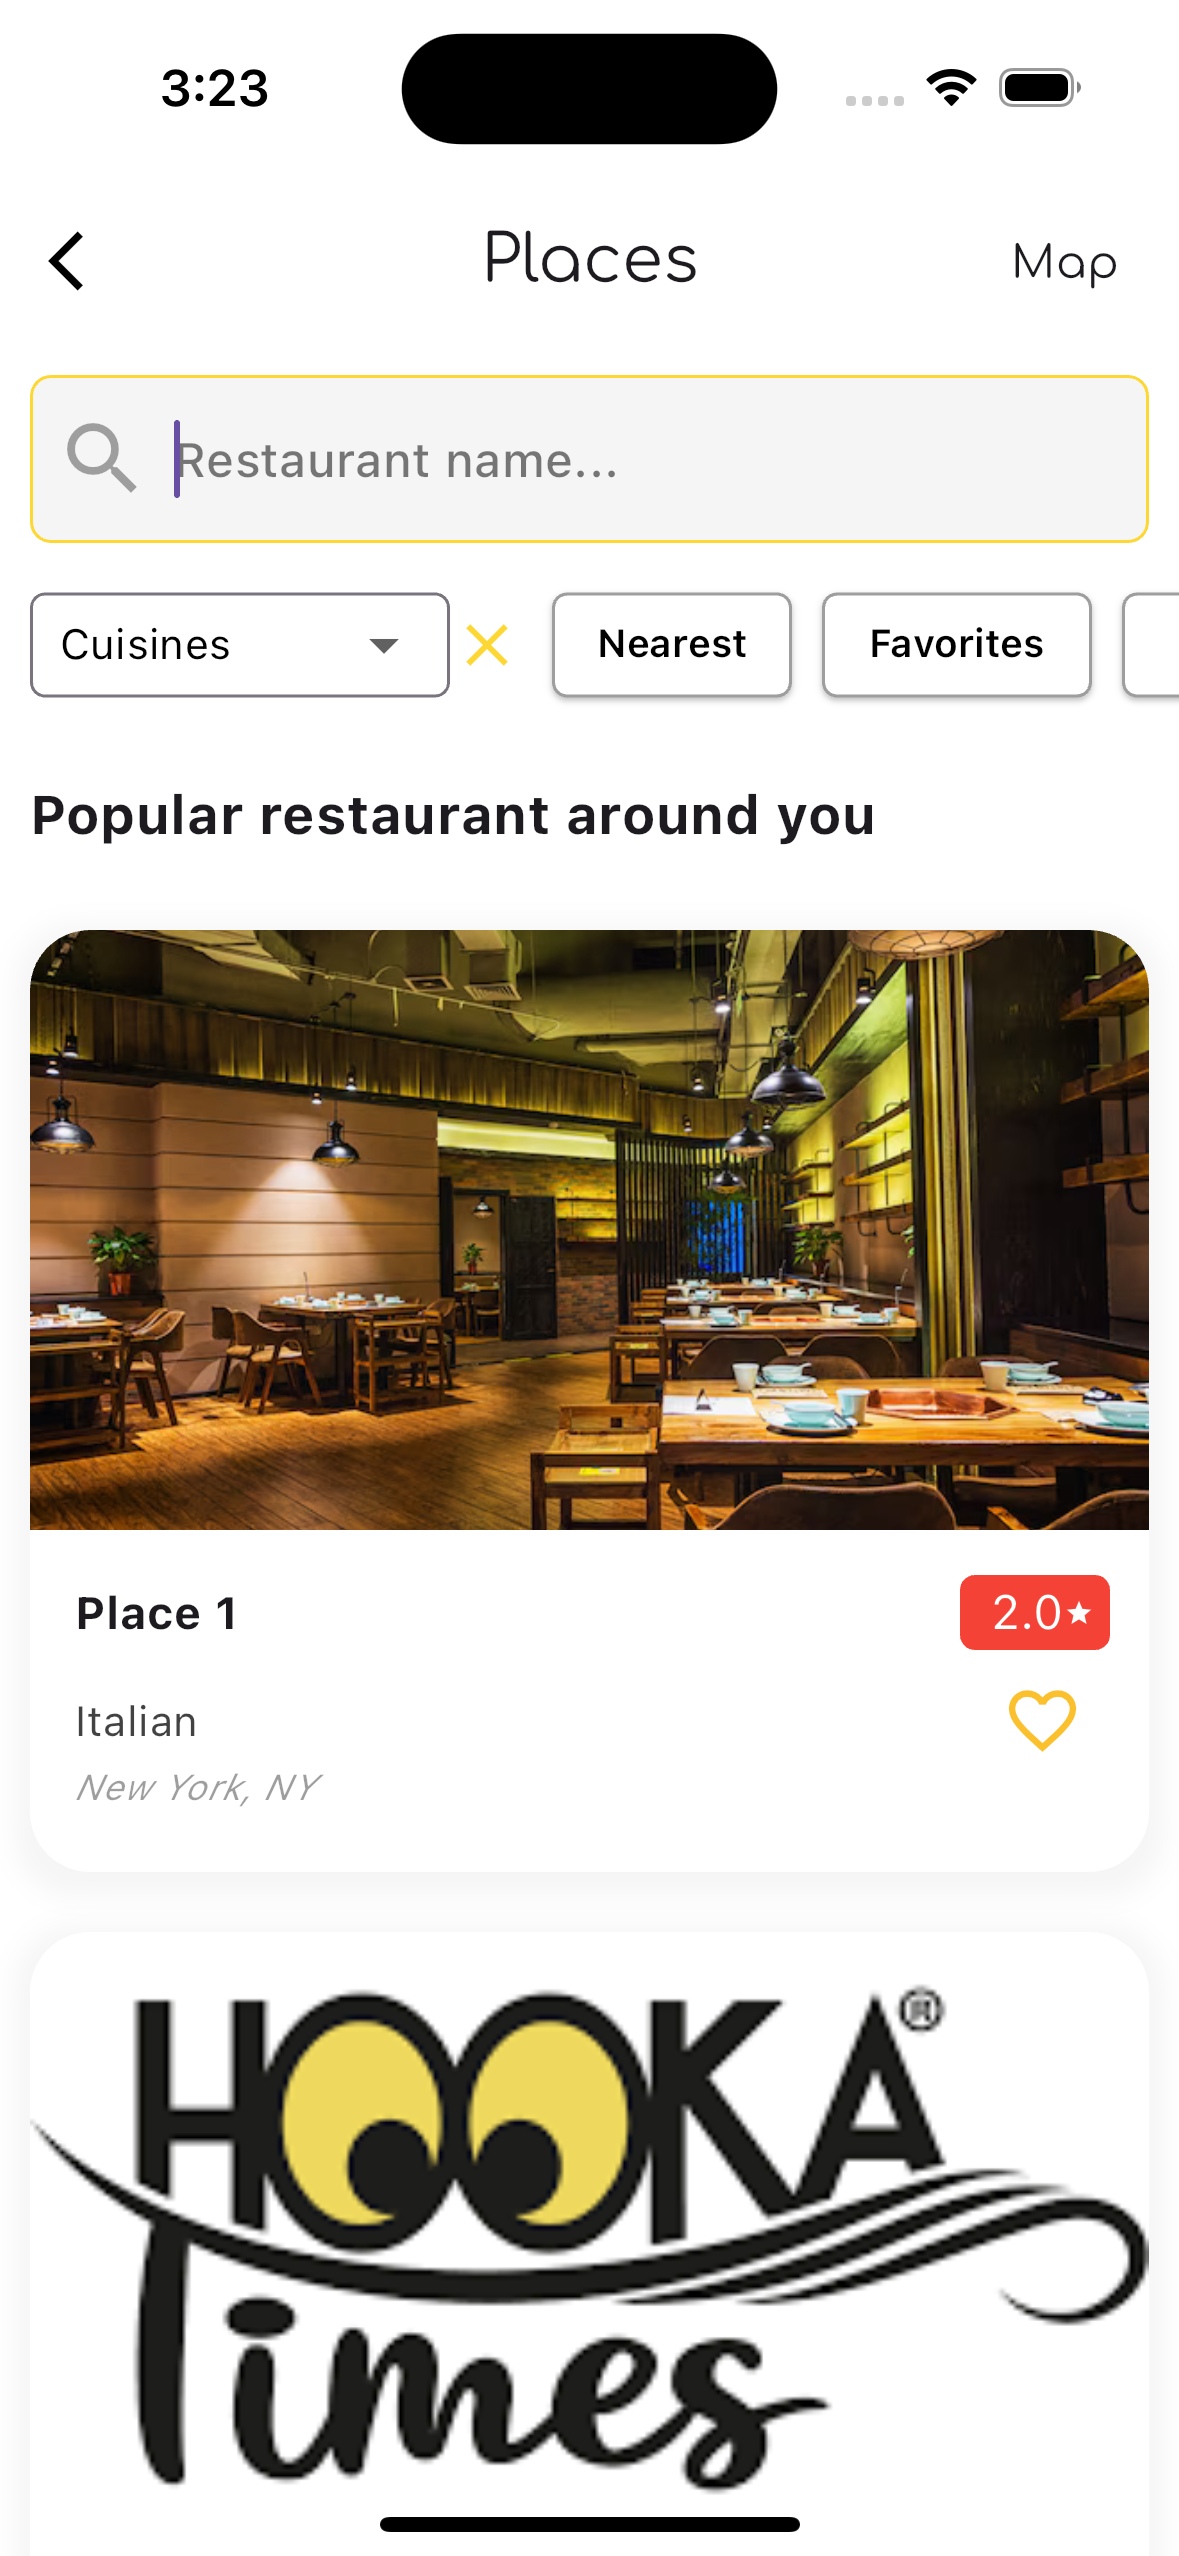 3:23
Places
Map
Restaurant name...
Cuisines
Nearest
Favorites
Popular restaurant around you
Place 1
2.0
Italian
New York, NY
HOOKA®
Times